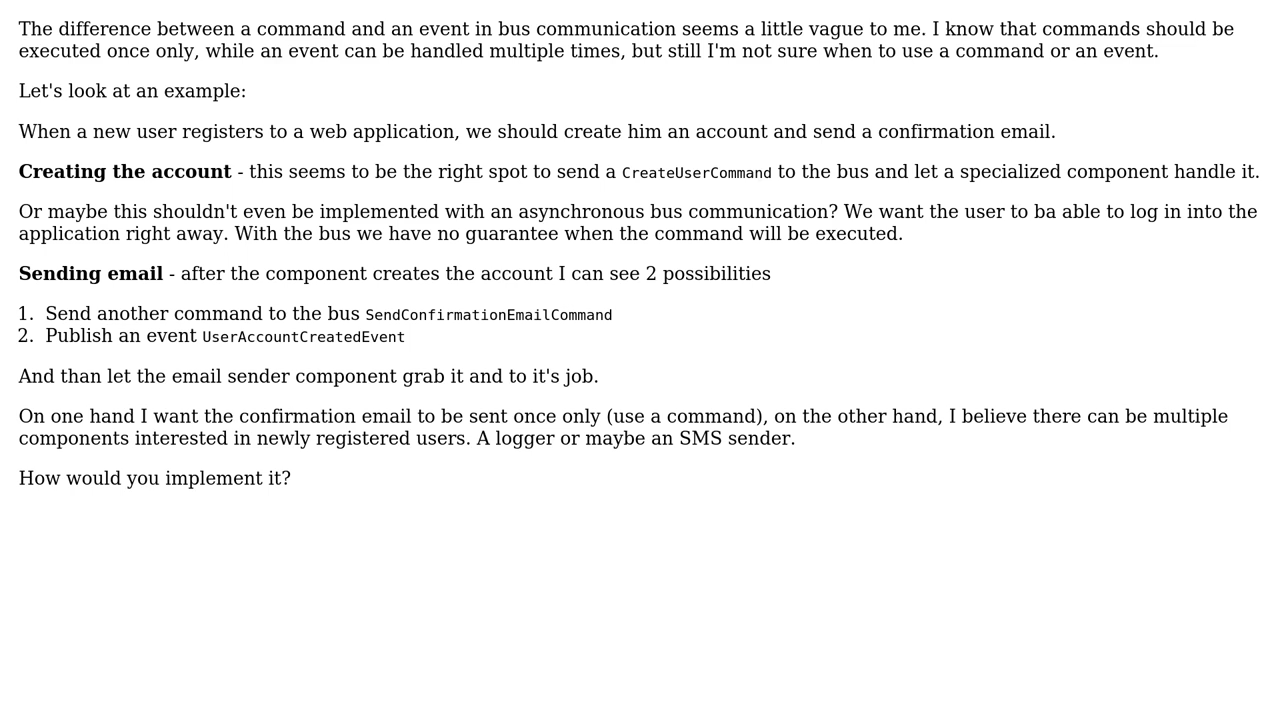 The difference between a command and an event in bus communication seems a little vague to me. I know that commands should be
executed once only, while an event can be handled multiple times, but still I'm not sure when to use a command or an event.
Let's look at an example:
When a new user registers to a web application, we should create him an account and send a confirmation email.
Creating the account - this seems to be the right spot to send a CreateUserCommand to the bus and let a specialized component handle it.
Or maybe this shouldn't even be implemented with an asynchronous bus communication? We want the user to ba able to log in into the
application right away. With the bus we have no guarantee when the command will be executed.
Sending email - after the component creates the account I can see 2 possibilities
1. Send another command to the bus SendConfirmationEmailCommand
2. Publish an event UserAccountCreatedEvent
And than let the email sender component grab it and to it's job.
On one hand I want the confirmation email to be sent once only (use a command), on the other hand, I believe there can be multiple
components interested in newly registered users. A logger or maybe an SMS sender.
How would you implement it?